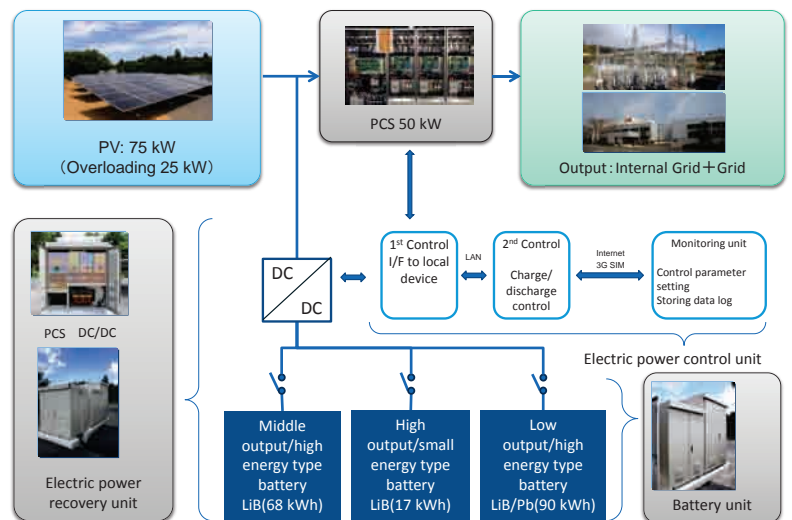 PV: 75 kW
(Overloading 25 kW)
PCS 50 kW
Output：Internal Grid＋Grid
PCS DC/DC
Electric power
recovery unit
DC
DC
1st Control
I/F to local
device
LAN
2nd Control
Charge/
discharge
control
Internet
3G SIM
Monitoring unit
Control parameter
setting
Storing data log
Electric power control unit
Middle
output/high
energy type
battery
LiB(68 kWh)
High
output/small
energy type
battery
LiB(17 kWh)
Low
output/high
energy type
battery
LiB/Pb(90 kWh)
Battery unit